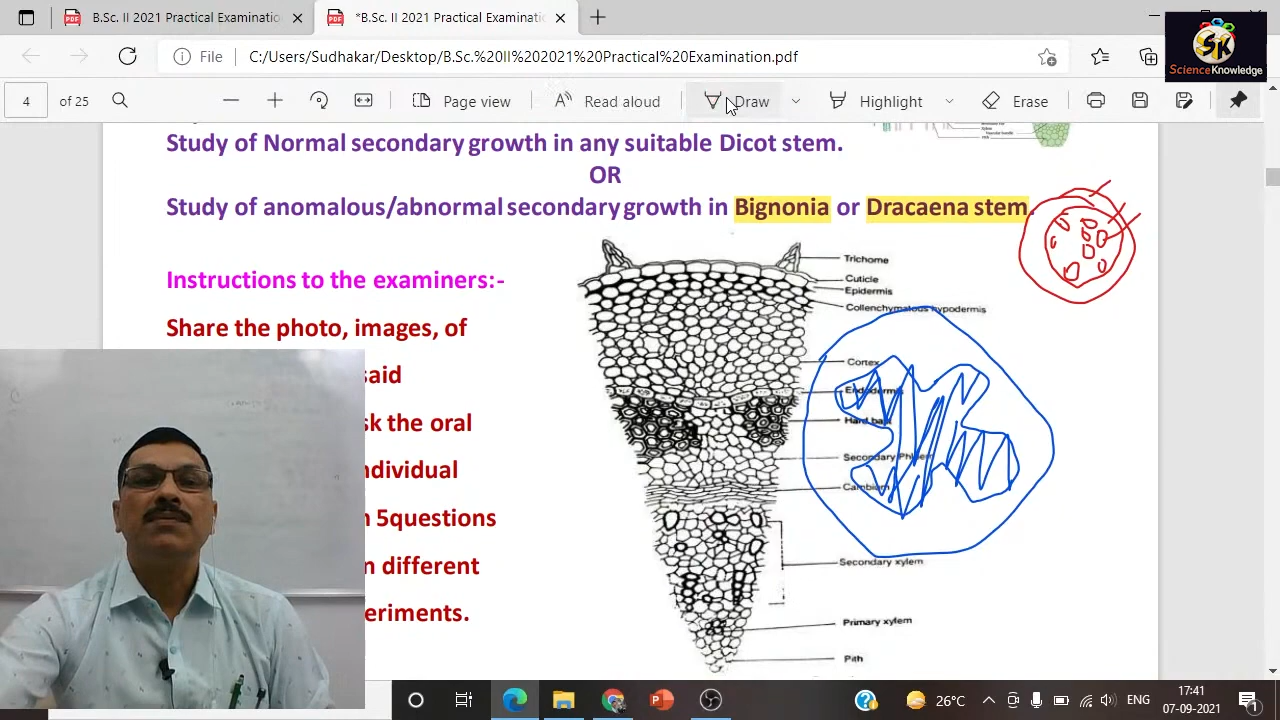 B.Sc. II 2021 Practical Examinatio
*B.Sc. II 2021 Practical Examinati
SK
ScienceKnowledge
File
C:/Users/Sudhakar/Desktop/B.Sc.%20II%202021%20Practical%20Examination.pdf
4 of 25
Page view
Read aloud
Draw
Highlight
Erase
Study of Normal secondary growth in any suitable Dicot stem.
OR
Study of anomalous/abnormal secondary growth in Bignonia or Dracaena stem.
Instructions to the examiners:-
Share the photo, images, of
said
sk the oral
ndividual
5questions
n different
eriments.
Trichome
Cuticle
Epidermis
Collenchymatous hypodermis
Cortex
Endodermis
Hard bast
Secondary Phloem
Cambium
Secondary xylem
Primary xylem
Pith
26°C
ENG
17:41
07-09-2021
1